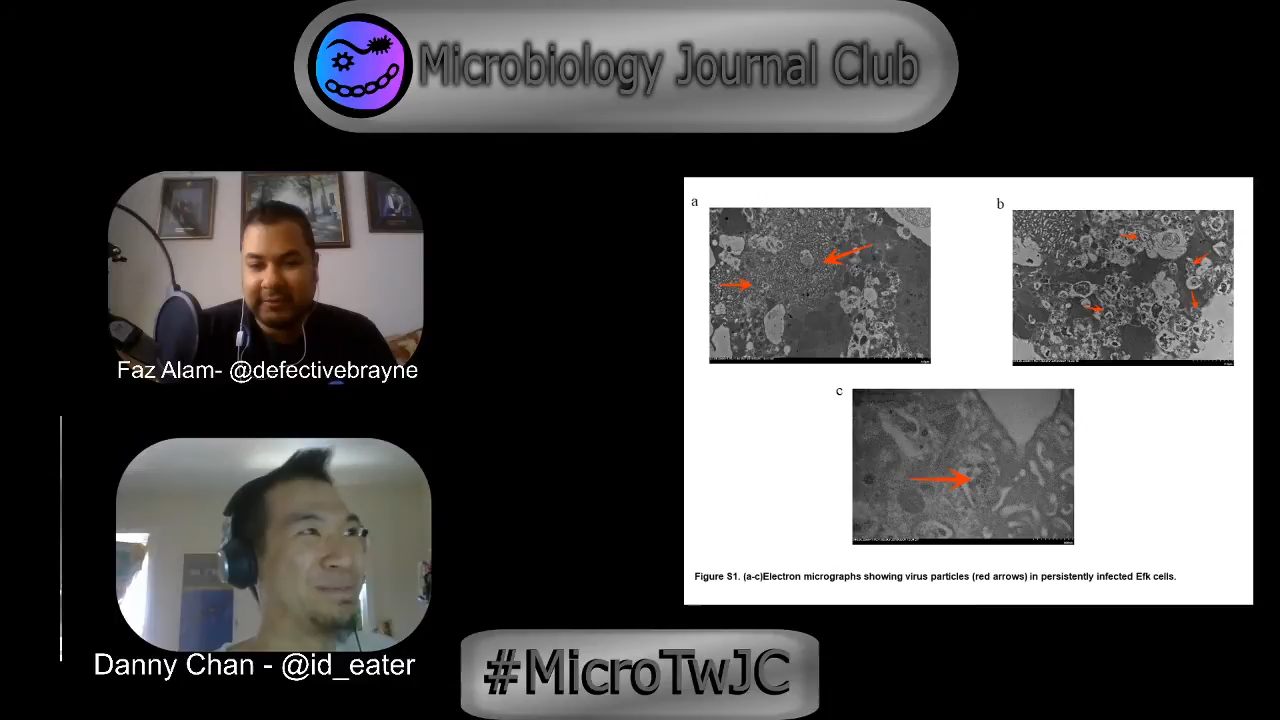 Microbiology Journal Club
Faz Alam- @defectivebrayne
Danny Chan - @id_eater
a
b
c
Figure S1. (a-c)Electron micrographs showing virus particles (red arrows) in persistently infected Efk cells.
#MicroTwJC